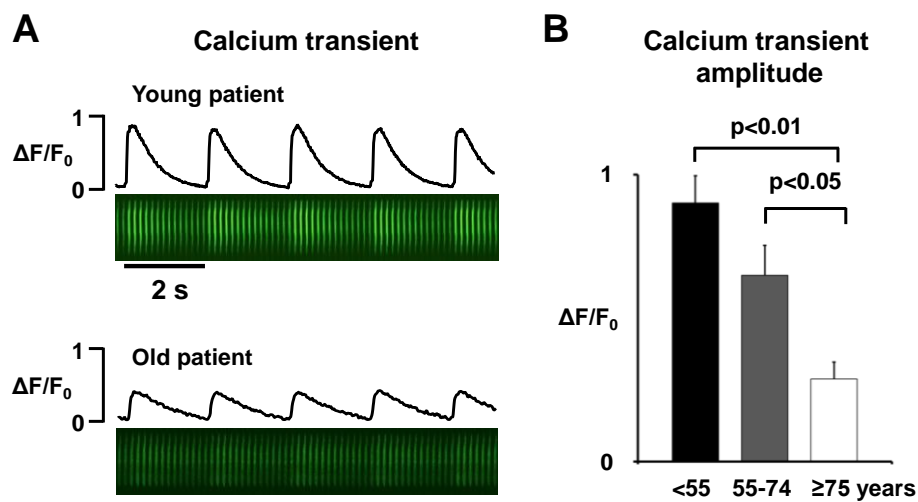 A
Calcium transient
Young patient
1
ΔF/F₀
0
2 s
Old patient
1
ΔF/F₀
0
B
Calcium transient
amplitude
p<0.01
p<0.05
1
ΔF/F₀
0
<55 55-74 ≥75 years